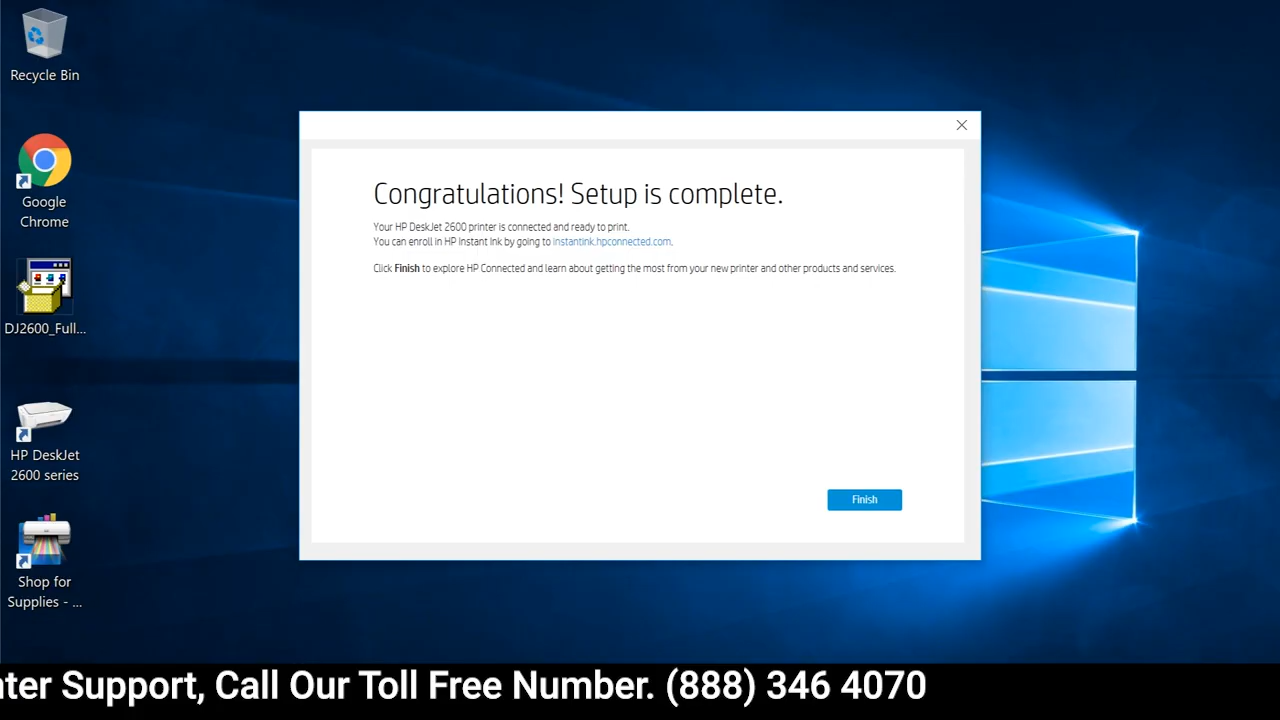 Recycle Bin
Google
Chrome
DJ2600_Full...
HP DeskJet
2600 series
Shop for
Supplies - ...
Congratulations! Setup is complete.
Your HP DeskJet 2600 printer is connected and ready to print.
You can enroll in HP Instant Ink by going to instantink.hpconnected.com.
Click Finish to explore HP Connected and learn about getting the most from your new printer and other products and services.
Finish
nter Support, Call Our Toll Free Number. (888) 346 4070